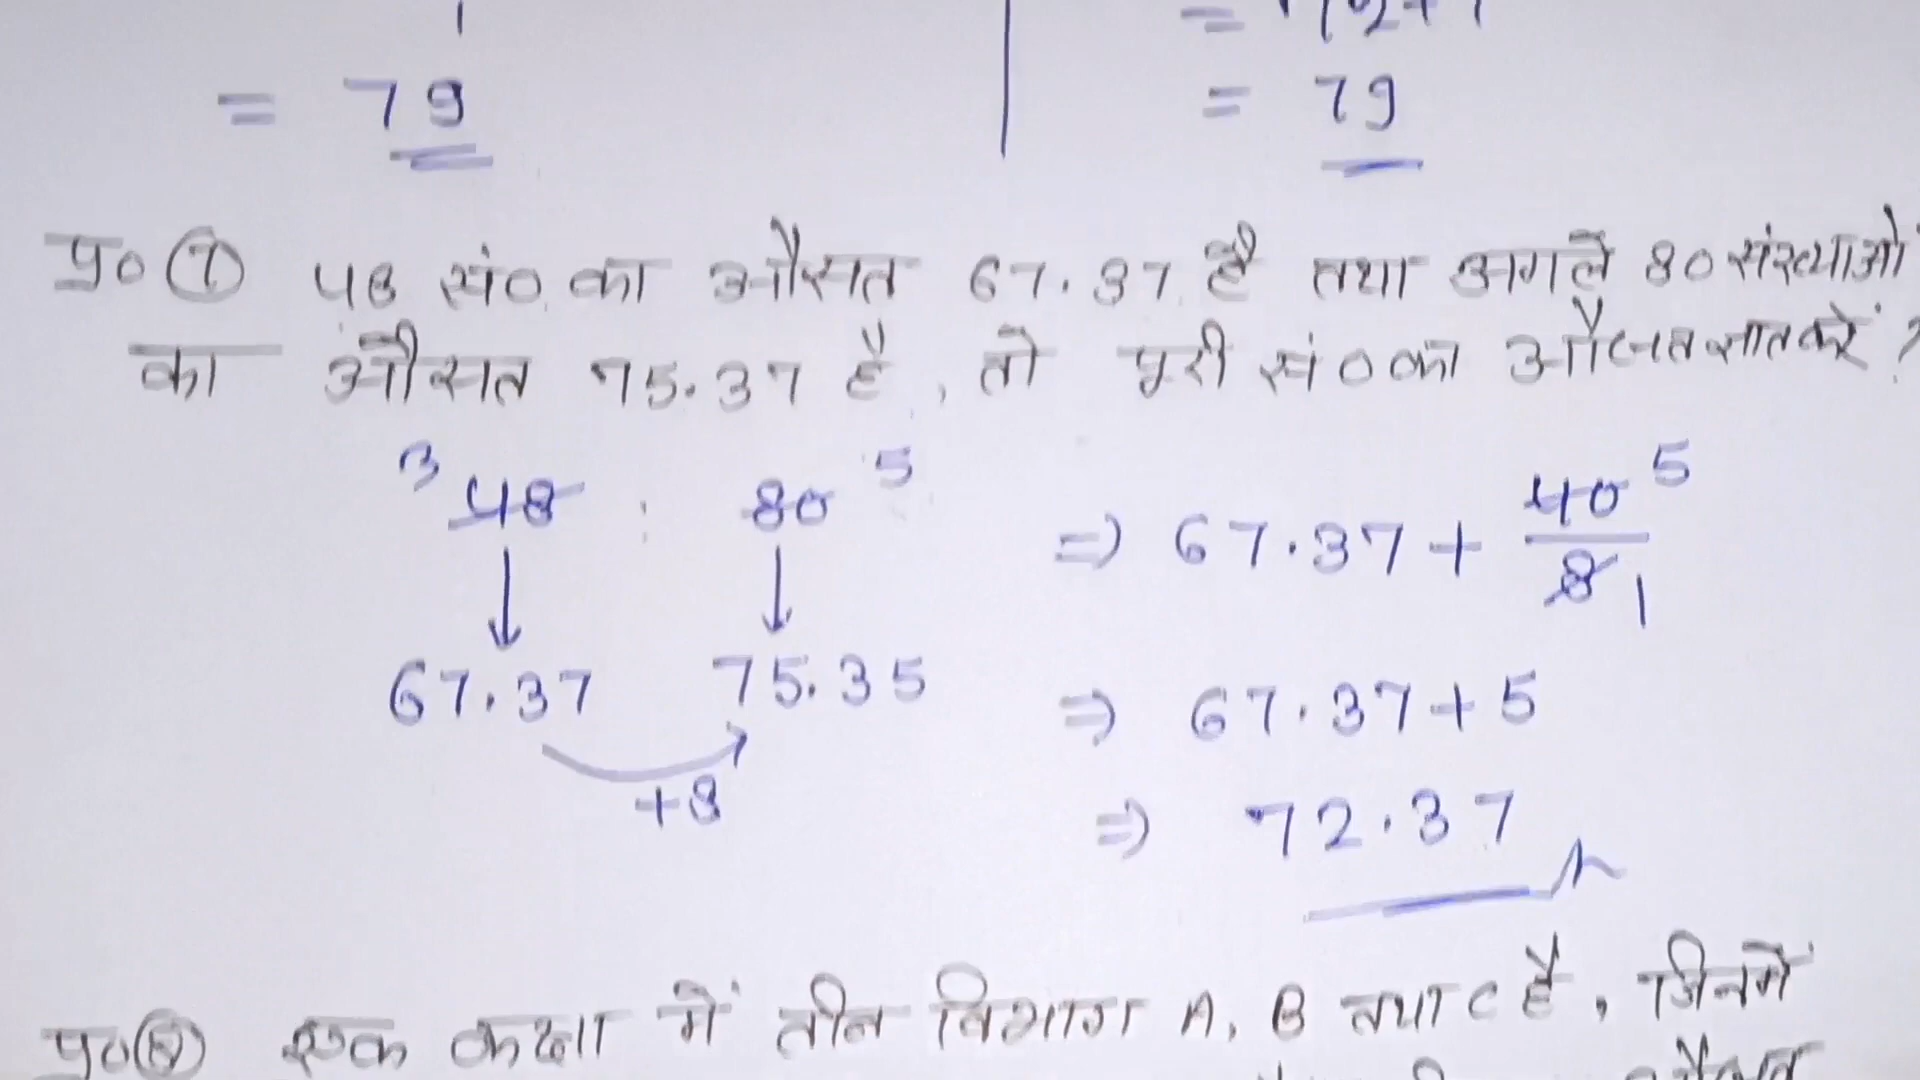 = 79
= 79
प्र० (7) 48 सं० का औसत 67.37 है तथा अगले 80 संख्याओं
का औसत 75.37 है, तो पूरी सं० का औसत ज्ञात करें ?
3 48 : 80 5
67.37 75.35
+8
⇒ 67.37 + 40 5 / 8 1
⇒ 67.37 + 5
⇒ 72.37
प्र० (8) एक कक्षा में तीन विभाग A, B तथा C है, जिनमें